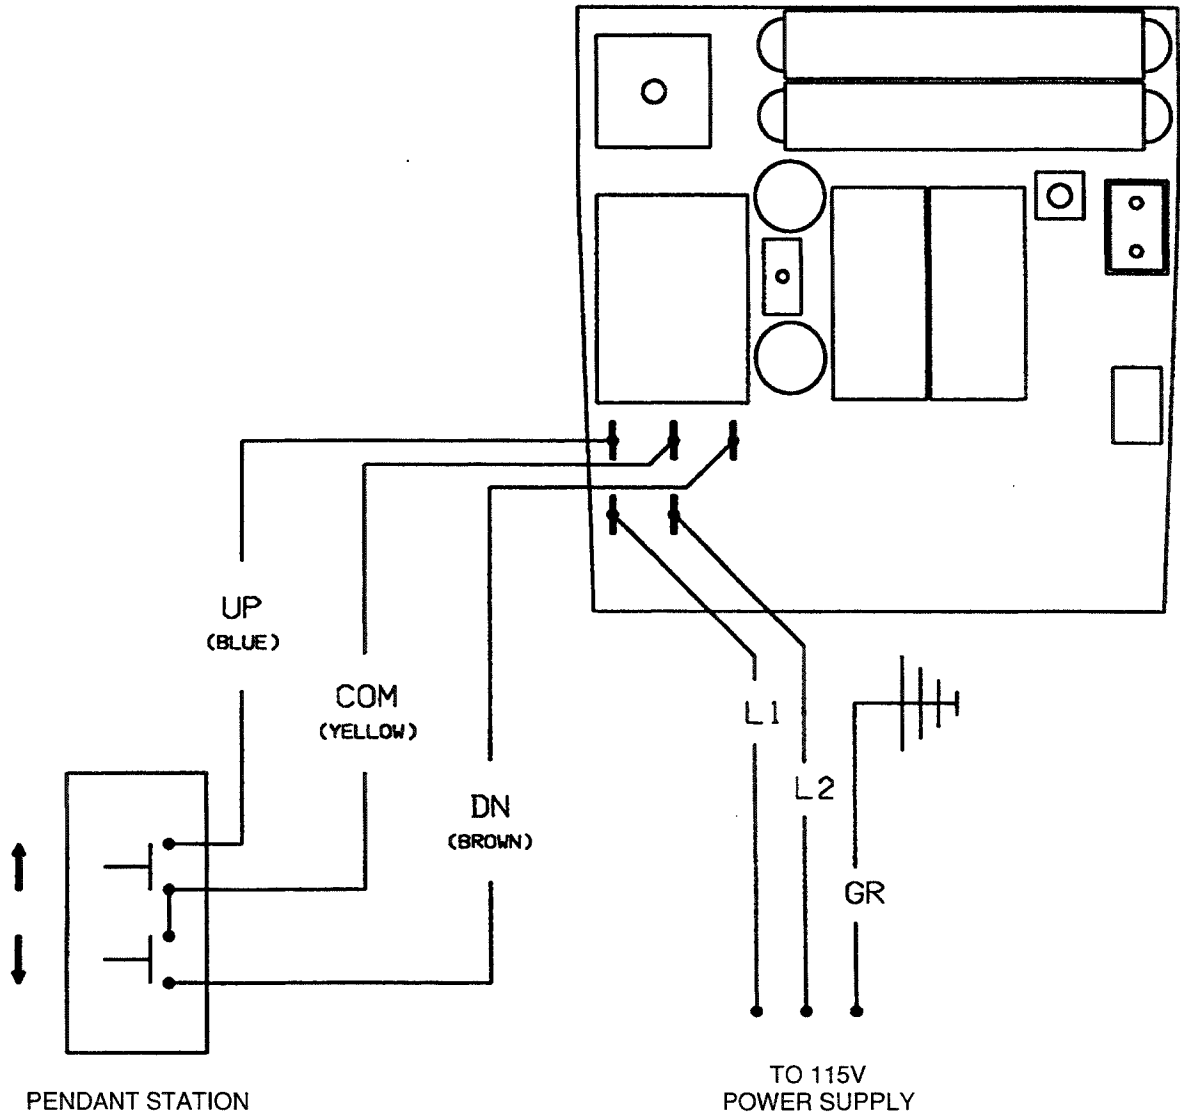 UP
(BLUE)
COM
(YELLOW)
DN
(BROWN)
L1
L2
GR
PENDANT STATION
TO 115V
POWER SUPPLY